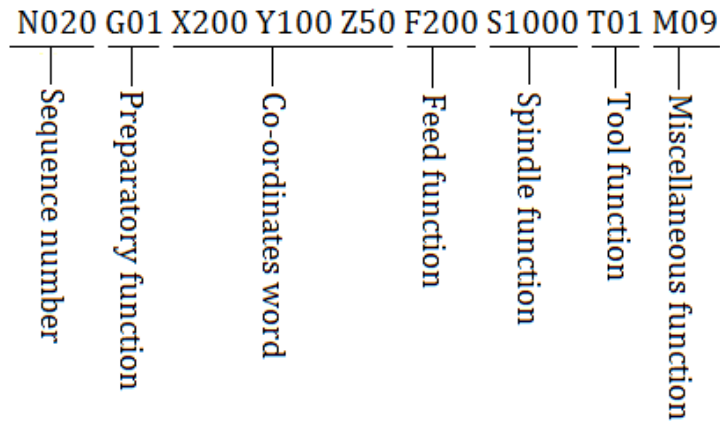 N020 G01 X200 Y100 Z50 F200 S1000 T01 M09
Sequence number
Preparatory function
Co-ordinates word
Feed function
Spindle function
Tool function
Miscellaneous function